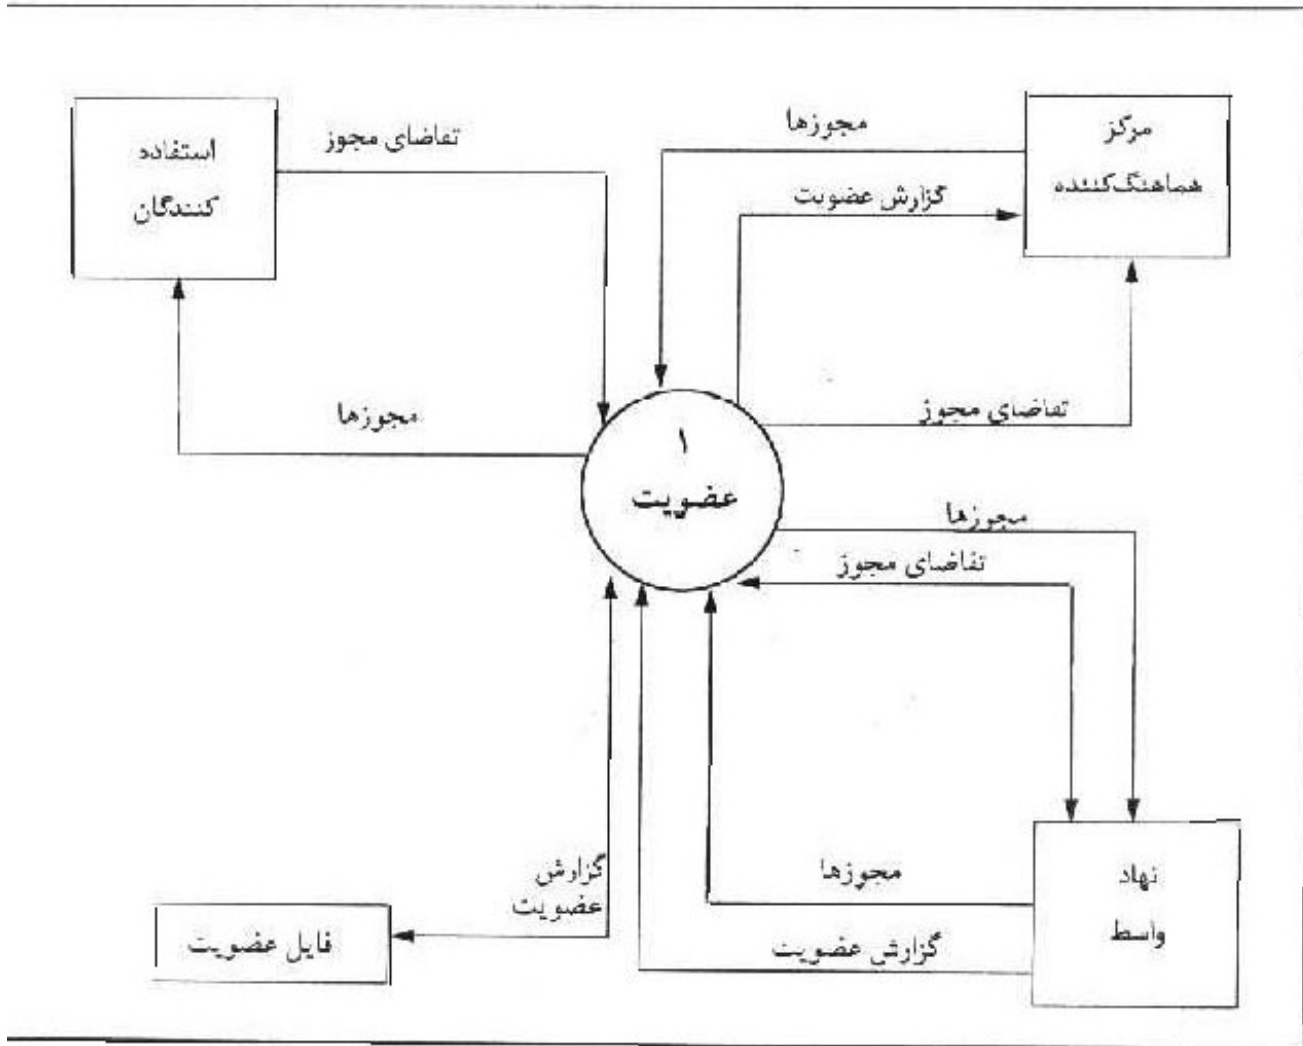 مرکز
هماهنگ‌کننده
مجوزها
گزارش عضویت
تقاضای مجوز
استفاده
کنندگان
تقاضای مجوز
مجوزها
۱
عضویت
مجوزها
تقاضای مجوز
نهاد
واسط
مجوزها
گزارش عضویت
گزارش
عضویت
فایل عضویت